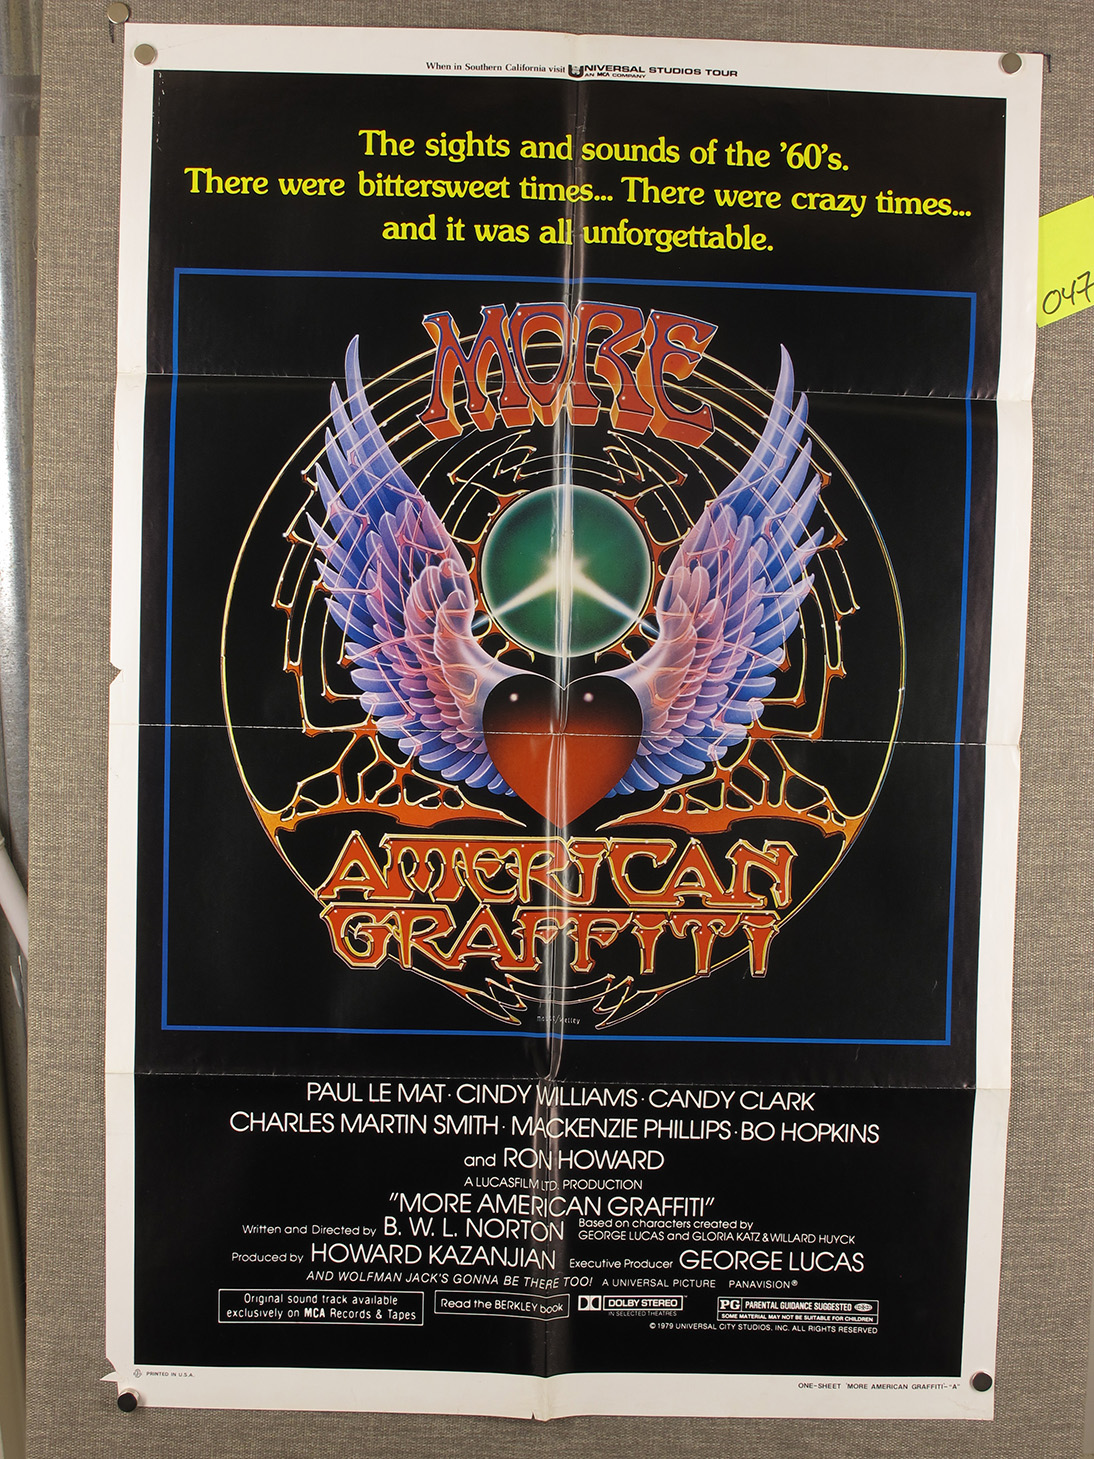 When in Southern California visit UNIVERSAL STUDIOS TOUR
AN MCA COMPANY
The sights and sounds of the '60's.
There were bittersweet times... There were crazy times...
and it was all unforgettable.
047
MORE
AMERICAN
GRAFFITI
PAUL LE MAT · CINDY WILLIAMS · CANDY CLARK
CHARLES MARTIN SMITH · MACKENZIE PHILLIPS · BO HOPKINS
and RON HOWARD
A LUCASFILM LTD. PRODUCTION
"MORE AMERICAN GRAFFITI"
Written and Directed by B. W. L. NORTON Based on characters created by
GEORGE LUCAS and GLORIA KATZ & WILLARD HUYCK
Produced by HOWARD KAZANJIAN Executive Producer GEORGE LUCAS
AND WOLFMAN JACK'S GONNA BE THERE TOO! A UNIVERSAL PICTURE PANAVISION®
Original sound track available
exclusively on MCA Records & Tapes
Read the BERKLEY book
DOLBY STEREO
IN SELECTED THEATRES
PG PARENTAL GUIDANCE SUGGESTED
SOME MATERIAL MAY NOT BE SUITABLE FOR CHILDREN
© 1979 UNIVERSAL CITY STUDIOS, INC. ALL RIGHTS RESERVED
PRINTED IN U.S.A.
ONE-SHEET "MORE AMERICAN GRAFFITI"-"A"